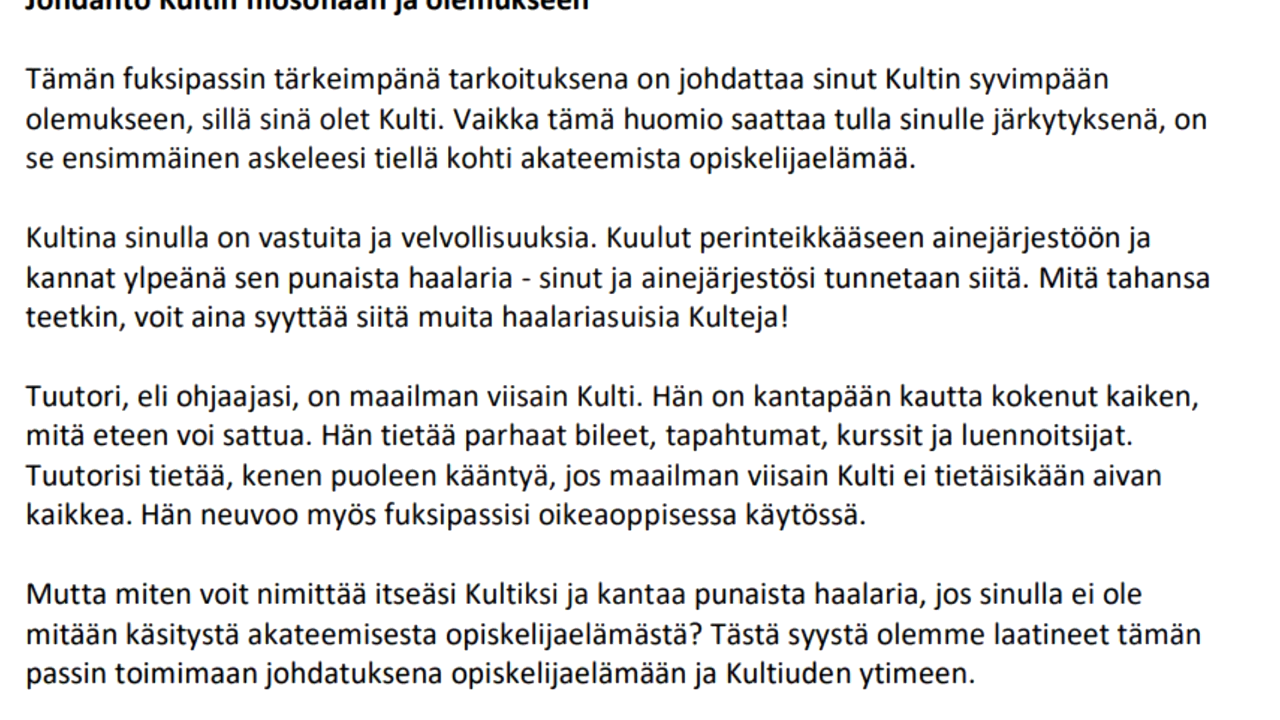 Johdanto Kultin filosofiaan ja olemukseen
Tämän fuksipassin tärkeimpänä tarkoituksena on johdattaa sinut Kultin syvimpään
olemukseen, sillä sinä olet Kulti. Vaikka tämä huomio saattaa tulla sinulle järkytyksenä, on
se ensimmäinen askeleesi tiellä kohti akateemista opiskelijaelämää.
Kultina sinulla on vastuita ja velvollisuuksia. Kuulut perinteikkääseen ainejärjestöön ja
kannat ylpeänä sen punaista haalaria - sinut ja ainejärjestösi tunnetaan siitä. Mitä tahansa
teetkin, voit aina syyttää siitä muita haalariasuisia Kulteja!
Tuutori, eli ohjaajasi, on maailman viisain Kulti. Hän on kantapään kautta kokenut kaiken,
mitä eteen voi sattua. Hän tietää parhaat bileet, tapahtumat, kurssit ja luennoitsijat.
Tuutorisi tietää, kenen puoleen kääntyä, jos maailman viisain Kulti ei tietäisikään aivan
kaikkea. Hän neuvoo myös fuksipassisi oikeaoppisessa käytössä.
Mutta miten voit nimittää itseäsi Kultiksi ja kantaa punaista haalaria, jos sinulla ei ole
mitään käsitystä akateemisesta opiskelijaelämästä? Tästä syystä olemme laatineet tämän
passin toimimaan johdatuksena opiskelijaelämään ja Kultiuden ytimeen.